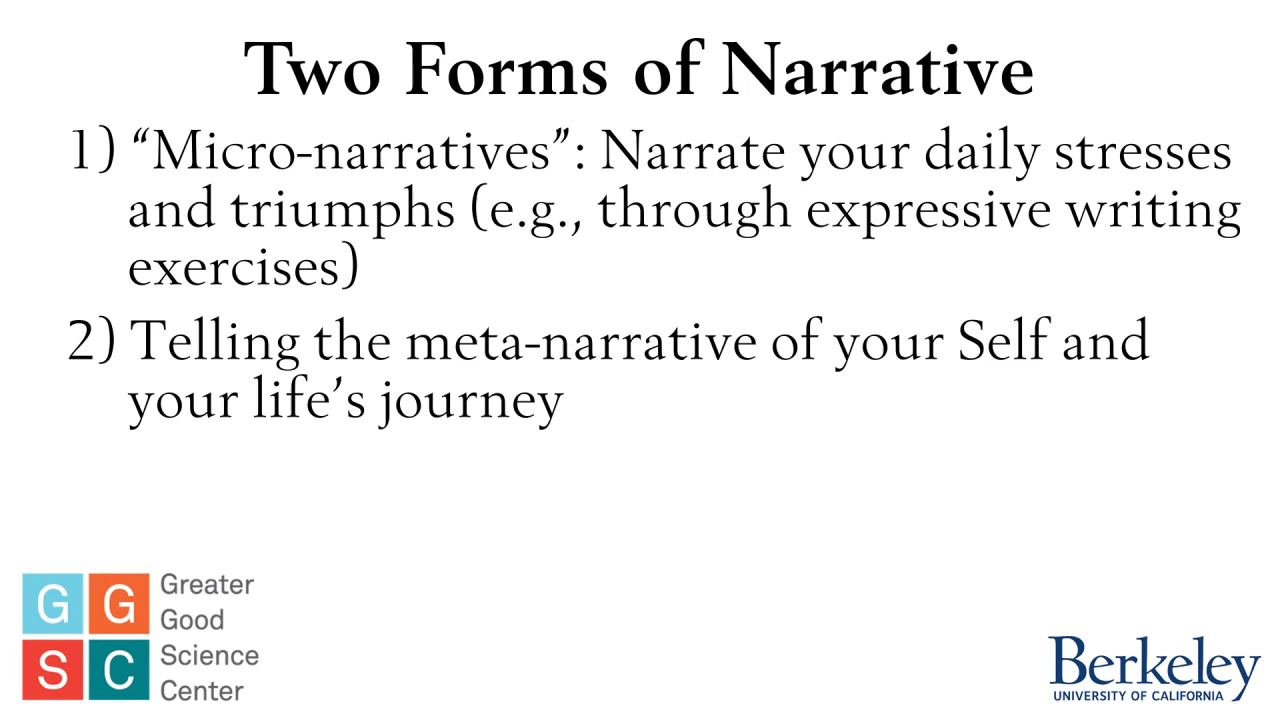 Two Forms of Narrative
1) “Micro-narratives”: Narrate your daily stresses
and triumphs (e.g., through expressive writing
exercises)
2) Telling the meta-narrative of your Self and
your life’s journey
G G
S C
Greater
Good
Science
Center
Berkeley
UNIVERSITY OF CALIFORNIA